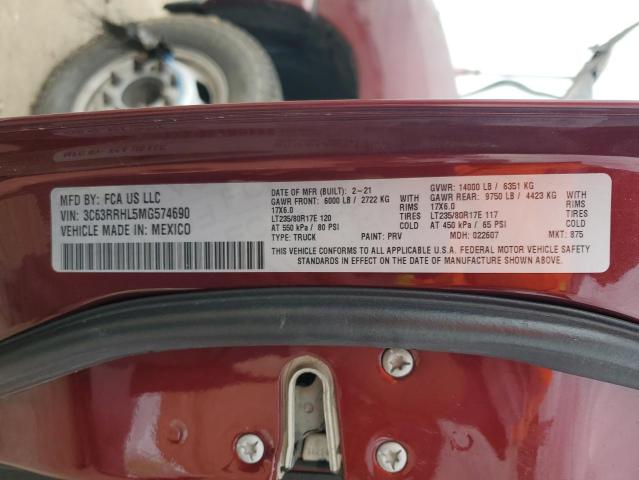 MFD BY: FCA US LLC
VIN: 3C63RRHL5MG574690
VEHICLE MADE IN: MEXICO
DATE OF MFR (BUILT): 2-21
GAWR FRONT: 6000 LB / 2722 KG
17X6.0 RIMS
LT235/80R17E 120 TIRES
AT 550 kPa / 80 PSI COLD
TYPE: TRUCK PAINT: PRV
GVWR: 14000 LB / 6351 KG
GAWR REAR: 9750 LB / 4423 KG
17X6.0 RIMS
LT235/80R17E 117 TIRES
AT 450 kPa / 65 PSI COLD
MDH: 022607 MKT: 875
THIS VEHICLE CONFORMS TO ALL APPLICABLE U.S.A. FEDERAL MOTOR VEHICLE SAFETY
STANDARDS IN EFFECT ON THE DATE OF MANUFACTURE SHOWN ABOVE.